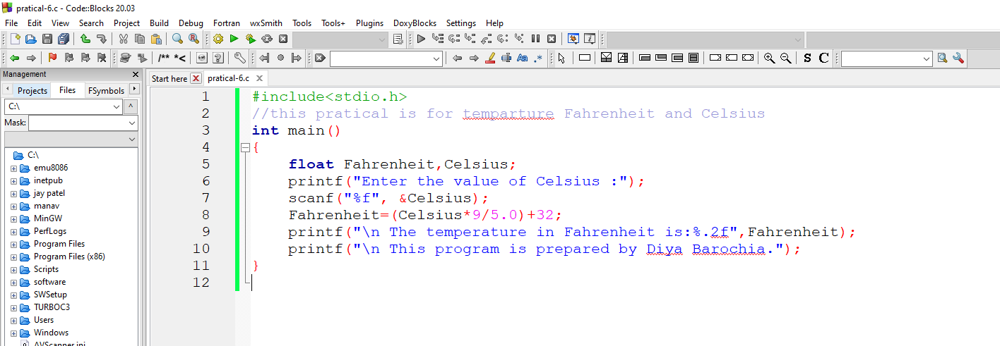 pratical-6.c - Code::Blocks 20.03
File Edit View Search Project Build Debug Fortran wxSmith Tools Tools+ Plugins DoxyBlocks Settings Help
/** *<
Aa .*
S C
Management
Start here pratical-6.c
Projects Files FSymbols
C:\
Mask:
C:\
emu8086
inetpub
jay patel
manav
MinGW
PerfLogs
Program Files
Program Files (x86)
Scripts
software
SWSetup
TURBOC3
Users
Windows
AVScanner.ini
1 #include<stdio.h>
2 //this pratical is for temparture Fahrenheit and Celsius
3 int main()
4 {
5 float Fahrenheit,Celsius;
6 printf("Enter the value of Celsius :");
7 scanf("%f", &Celsius);
8 Fahrenheit=(Celsius*9/5.0)+32;
9 printf("\n The temperature in Fahrenheit is:%.2f",Fahrenheit);
10 printf("\n This program is prepared by Diya Barochia.");
11 }
12